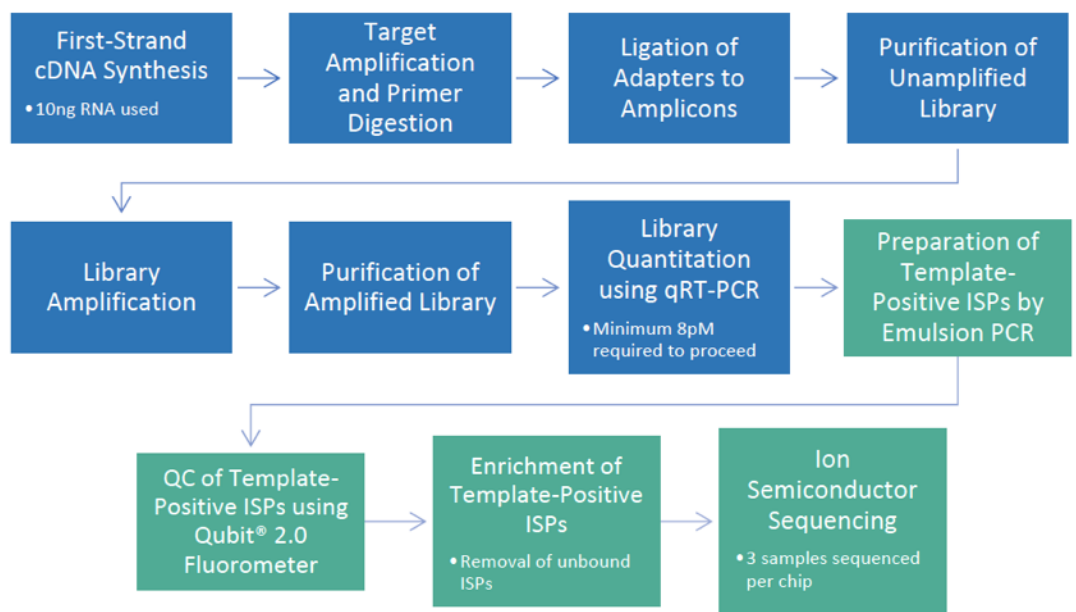 First-Strand
cDNA Synthesis
• 10ng RNA used
Target
Amplification
and Primer
Digestion
Ligation of
Adapters to
Amplicons
Purification of
Unamplified
Library
Library
Amplification
Purification of
Amplified Library
Library
Quantitation
using qRT-PCR
• Minimum 8pM
required to proceed
Preparation of
Template-
Positive ISPs by
Emulsion PCR
QC of Template-
Positive ISPs using
Qubit® 2.0
Fluorometer
Enrichment of
Template-Positive
ISPs
• Removal of unbound
ISPs
Ion
Semiconductor
Sequencing
• 3 samples sequenced
per chip